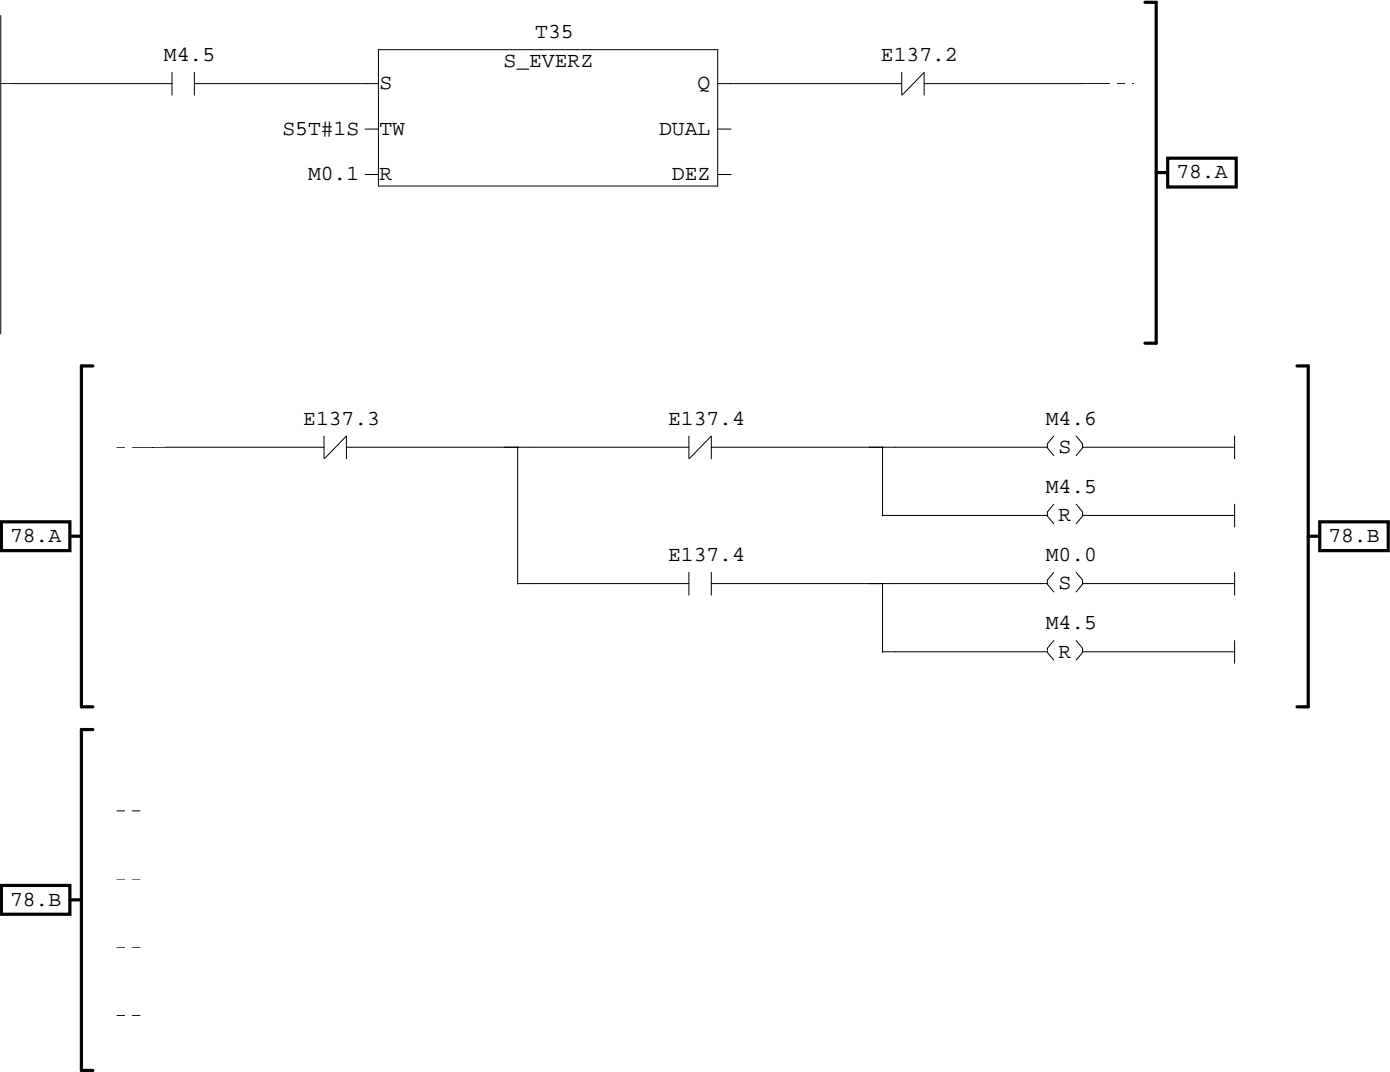 T35
M4.5
S_EVERZ
E137.2
S
Q
S5T#1S
TW
DUAL
M0.1
R
DEZ
78.A
E137.3
E137.4
M4.6
S
M4.5
R
78.A
78.B
E137.4
M0.0
S
M4.5
R
78.B